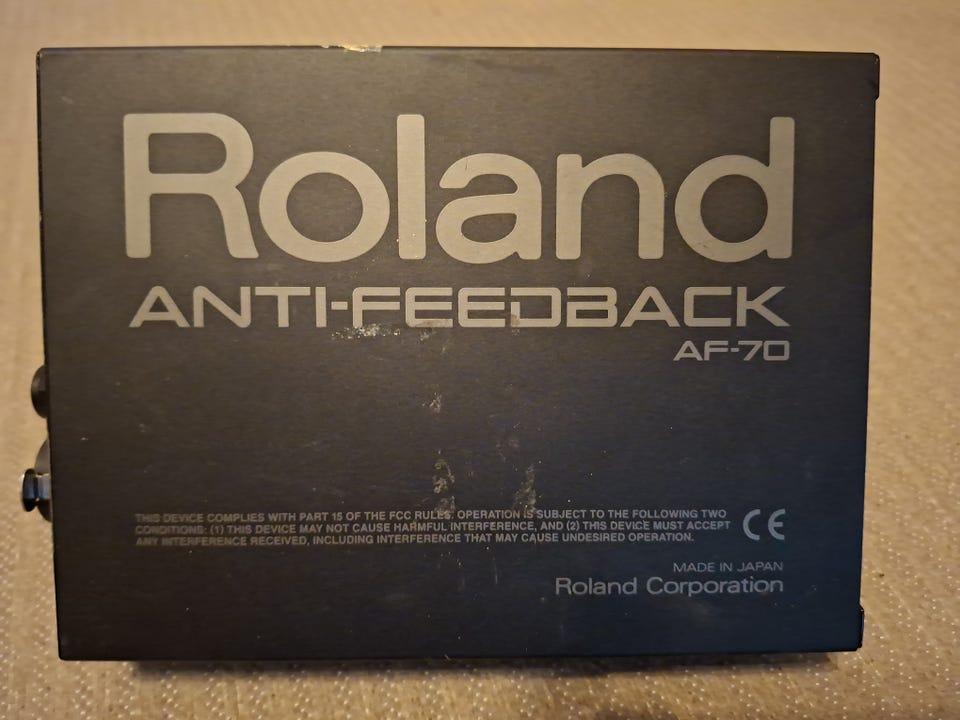 Roland
ANTI-FEEDBACK
AF-70
THIS DEVICE COMPLIES WITH PART 15 OF THE FCC RULES. OPERATION IS SUBJECT TO THE FOLLOWING TWO
CONDITIONS: (1) THIS DEVICE MAY NOT CAUSE HARMFUL INTERFERENCE, AND (2) THIS DEVICE MUST ACCEPT
ANY INTERFERENCE RECEIVED, INCLUDING INTERFERENCE THAT MAY CAUSE UNDESIRED OPERATION.
CE
MADE IN JAPAN
Roland Corporation